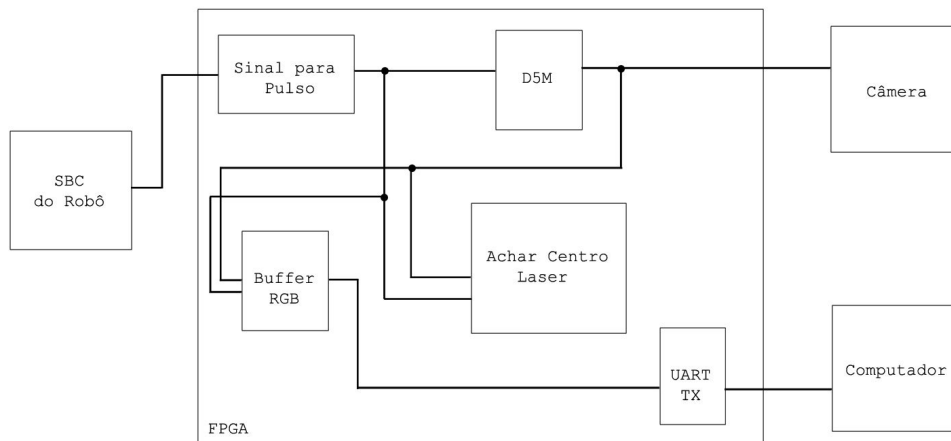 Sinal para
Pulso
D5M
Câmera
SBC
do Robô
Achar Centro
Laser
Buffer
RGB
UART
TX
Computador
FPGA